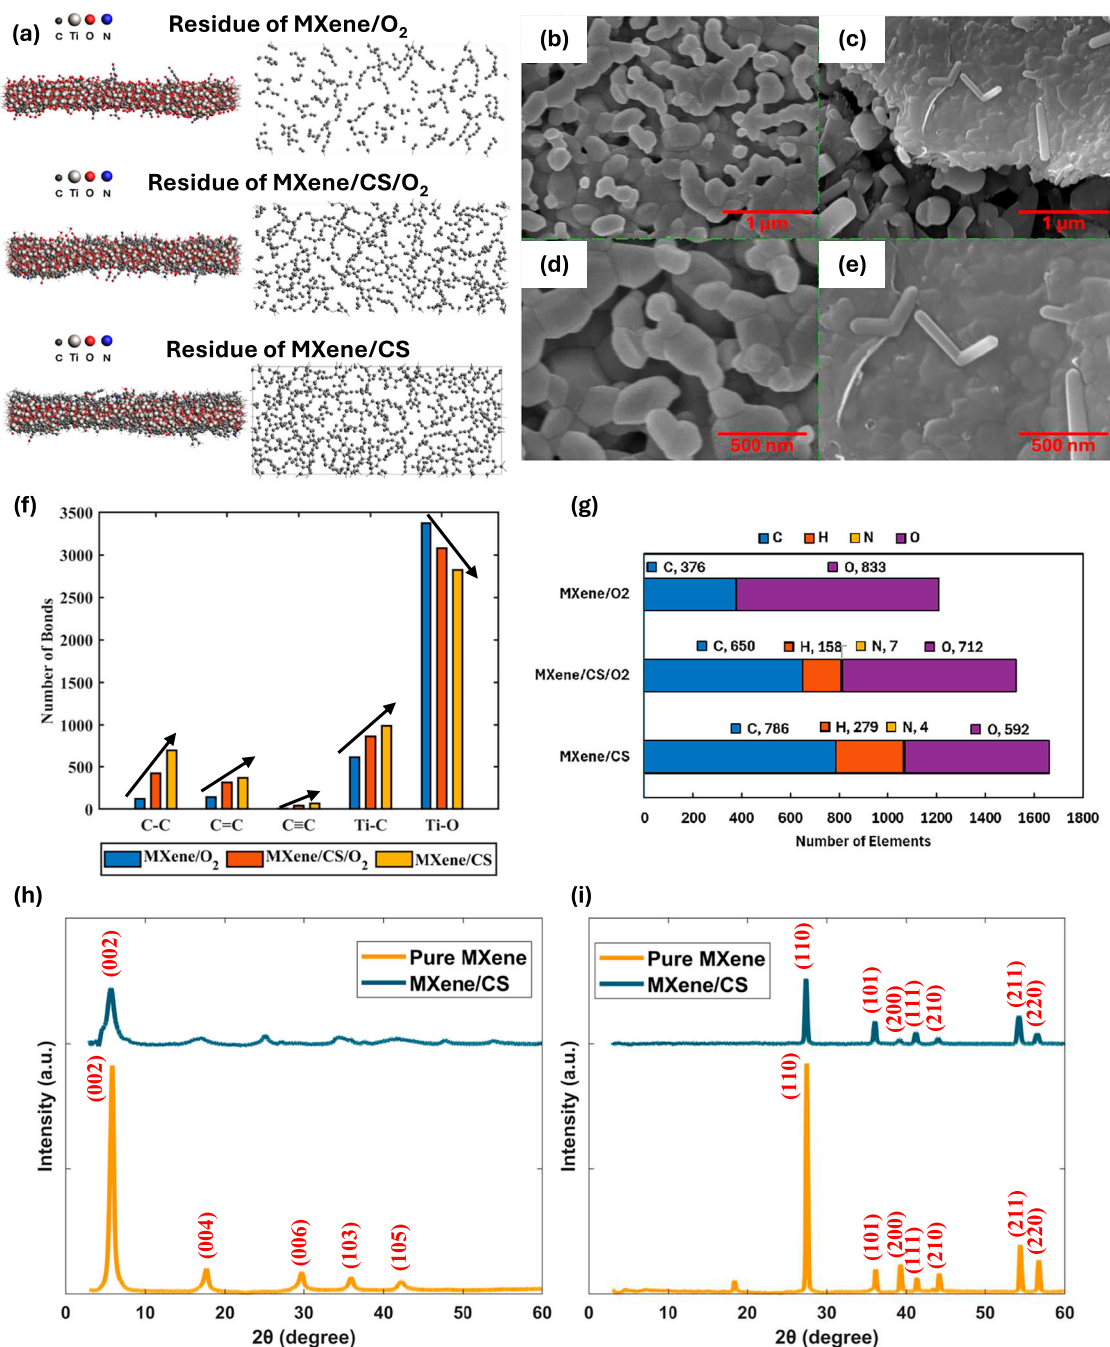 (a)
C Ti O N
Residue of MXene/O2
C Ti O N
Residue of MXene/CS/O2
C Ti O N
Residue of MXene/CS
(b)
1 µm
(c)
1 µm
(d)
500 nm
(e)
500 nm
(f)
3500
3000
2500
2000
1500
1000
500
0
Number of Bonds
C-C C=C C≡C Ti-C Ti-O
MXene/O2 MXene/CS/O2 MXene/CS
(g)
C H N O
C, 376 O, 833
MXene/O2
C, 650 H, 158 N, 7 O, 712
MXene/CS/O2
C, 786 H, 279 N, 4 O, 592
MXene/CS
0 200 400 600 800 1000 1200 1400 1600 1800
Number of Elements
(h)
Pure MXene
MXene/CS
(002)
(002)
(004)
(006)
(103)
(105)
Intensity (a.u.)
0 10 20 30 40 50 60
2θ (degree)
(i)
Pure MXene
MXene/CS
(110)
(101)
(200)
(111)
(210)
(211)
(220)
(110)
(101)
(200)
(111)
(210)
(211)
(220)
Intensity (a.u.)
0 10 20 30 40 50 60
2θ (degree)